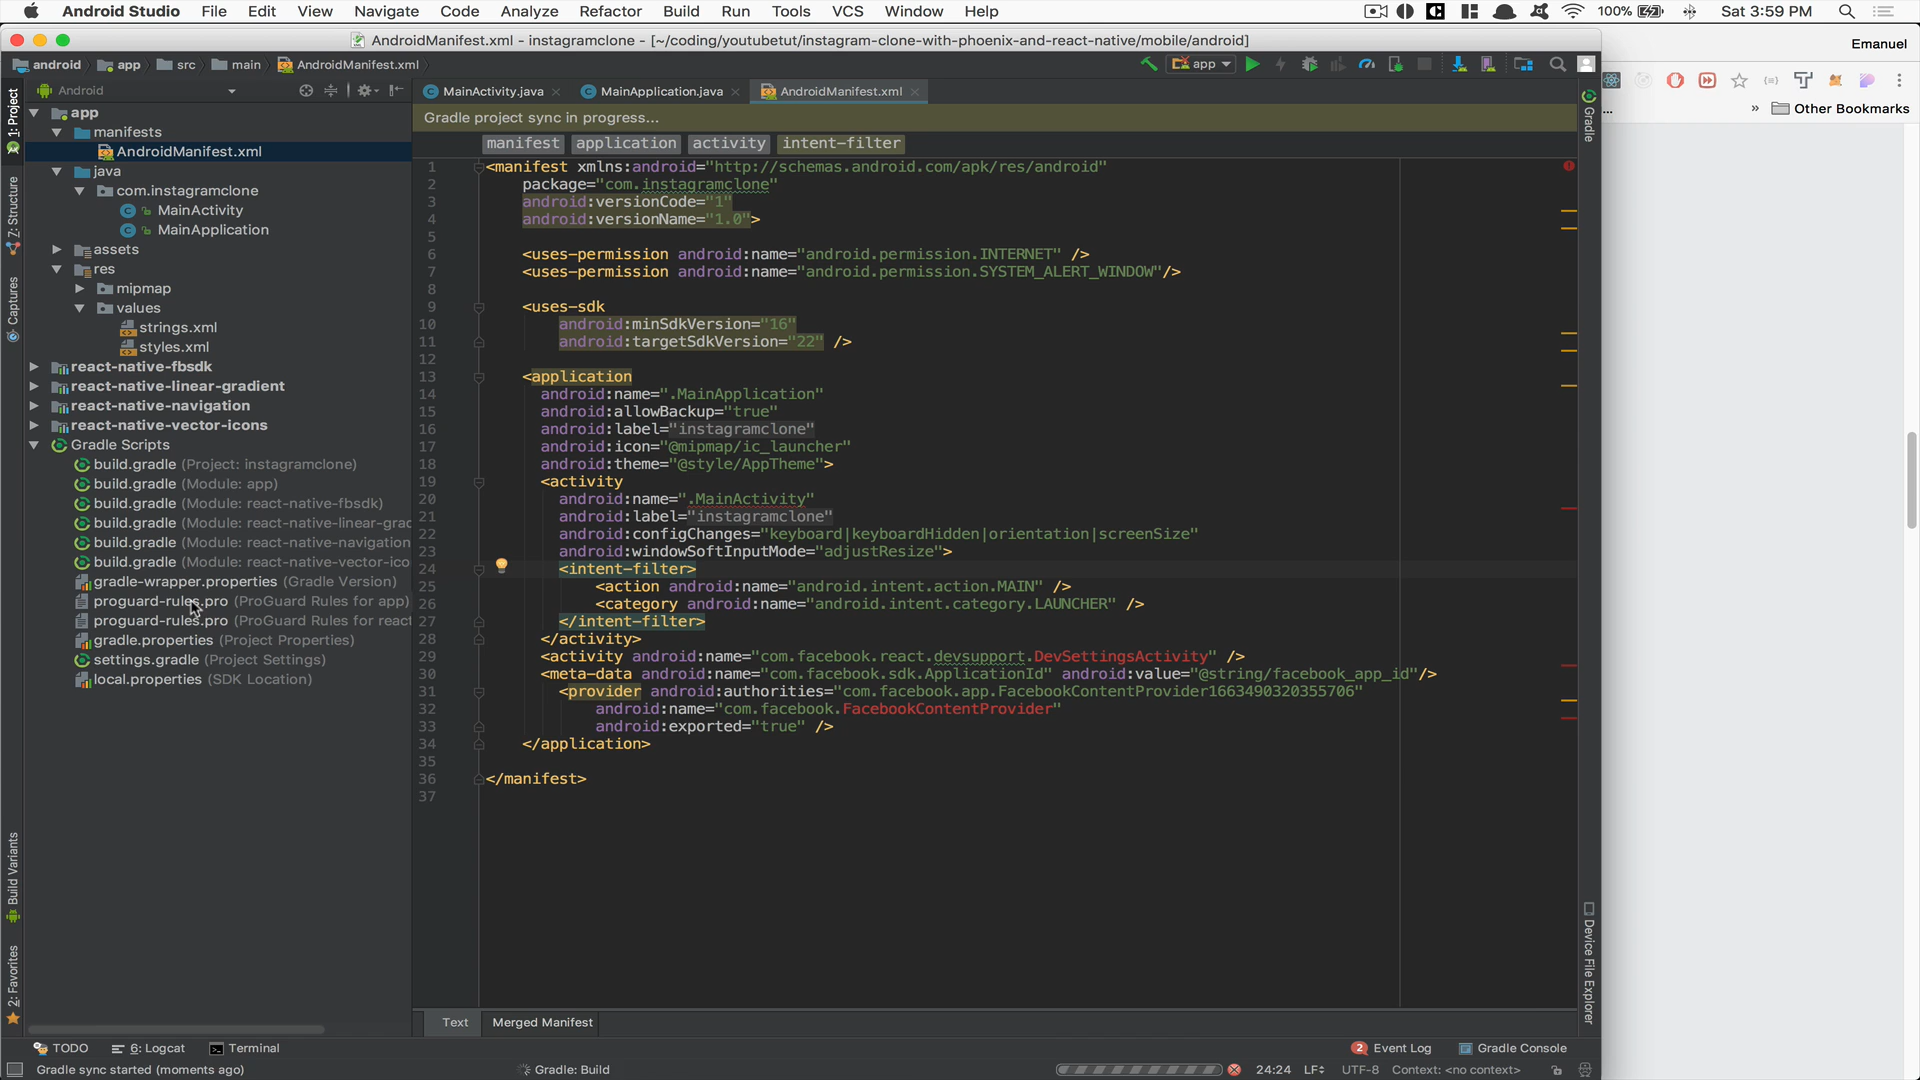 Android Studio File Edit View Navigate Code Analyze Refactor Build Run Tools VCS Window Help 100% Sat 3:59 PM
AndroidManifest.xml - instagramclone - [~/coding/youtubetut/instagram-clone-with-phoenix-and-react-native/mobile/android]
Emanuel
android app src main AndroidManifest.xml app
Other Bookmarks
Android
MainActivity.java MainApplication.java AndroidManifest.xml
Gradle project sync in progress...
manifest application activity intent-filter
1: Project
Z: Structure
Captures
Build Variants
2: Favorites
app
manifests
AndroidManifest.xml
java
com.instagramclone
MainActivity
MainApplication
assets
res
mipmap
values
strings.xml
styles.xml
react-native-fbsdk
react-native-linear-gradient
react-native-navigation
react-native-vector-icons
Gradle Scripts
build.gradle (Project: instagramclone)
build.gradle (Module: app)
build.gradle (Module: react-native-fbsdk)
build.gradle (Module: react-native-linear-grad
build.gradle (Module: react-native-navigation
build.gradle (Module: react-native-vector-ico
gradle-wrapper.properties (Gradle Version)
proguard-rules.pro (ProGuard Rules for app)
proguard-rules.pro (ProGuard Rules for react
gradle.properties (Project Properties)
settings.gradle (Project Settings)
local.properties (SDK Location)
1 <manifest xmlns:android="http://schemas.android.com/apk/res/android"
2 package="com.instagramclone"
3 android:versionCode="1"
4 android:versionName="1.0">
5
6 <uses-permission android:name="android.permission.INTERNET" />
7 <uses-permission android:name="android.permission.SYSTEM_ALERT_WINDOW"/>
8
9 <uses-sdk
10 android:minSdkVersion="16"
11 android:targetSdkVersion="22" />
12
13 <application
14 android:name=".MainApplication"
15 android:allowBackup="true"
16 android:label="instagramclone"
17 android:icon="@mipmap/ic_launcher"
18 android:theme="@style/AppTheme">
19 <activity
20 android:name=".MainActivity"
21 android:label="instagramclone"
22 android:configChanges="keyboard|keyboardHidden|orientation|screenSize"
23 android:windowSoftInputMode="adjustResize">
24 <intent-filter>
25 <action android:name="android.intent.action.MAIN" />
26 <category android:name="android.intent.category.LAUNCHER" />
27 </intent-filter>
28 </activity>
29 <activity android:name="com.facebook.react.devsupport.DevSettingsActivity" />
30 <meta-data android:name="com.facebook.sdk.ApplicationId" android:value="@string/facebook_app_id"/>
31 <provider android:authorities="com.facebook.app.FacebookContentProvider1663490320355706"
32 android:name="com.facebook.FacebookContentProvider"
33 android:exported="true" />
34 </application>
35
36 </manifest>
37
Gradle
Device File Explorer
Text Merged Manifest
TODO 6: Logcat Terminal 2 Event Log Gradle Console
Gradle sync started (moments ago) Gradle: Build 24:24 LF÷ UTF-8 Context: <no context>